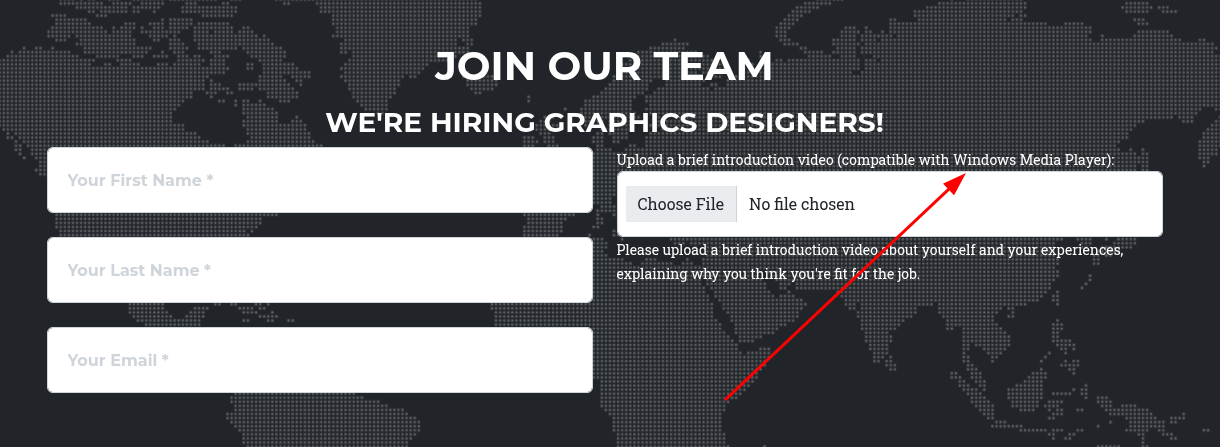 JOIN OUR TEAM
WE'RE HIRING GRAPHICS DESIGNERS!
Your First Name *
Your Last Name *
Your Email *
Upload a brief introduction video (compatible with Windows Media Player):
Choose File No file chosen
Please upload a brief introduction video about yourself and your experiences,
explaining why you think you're fit for the job.